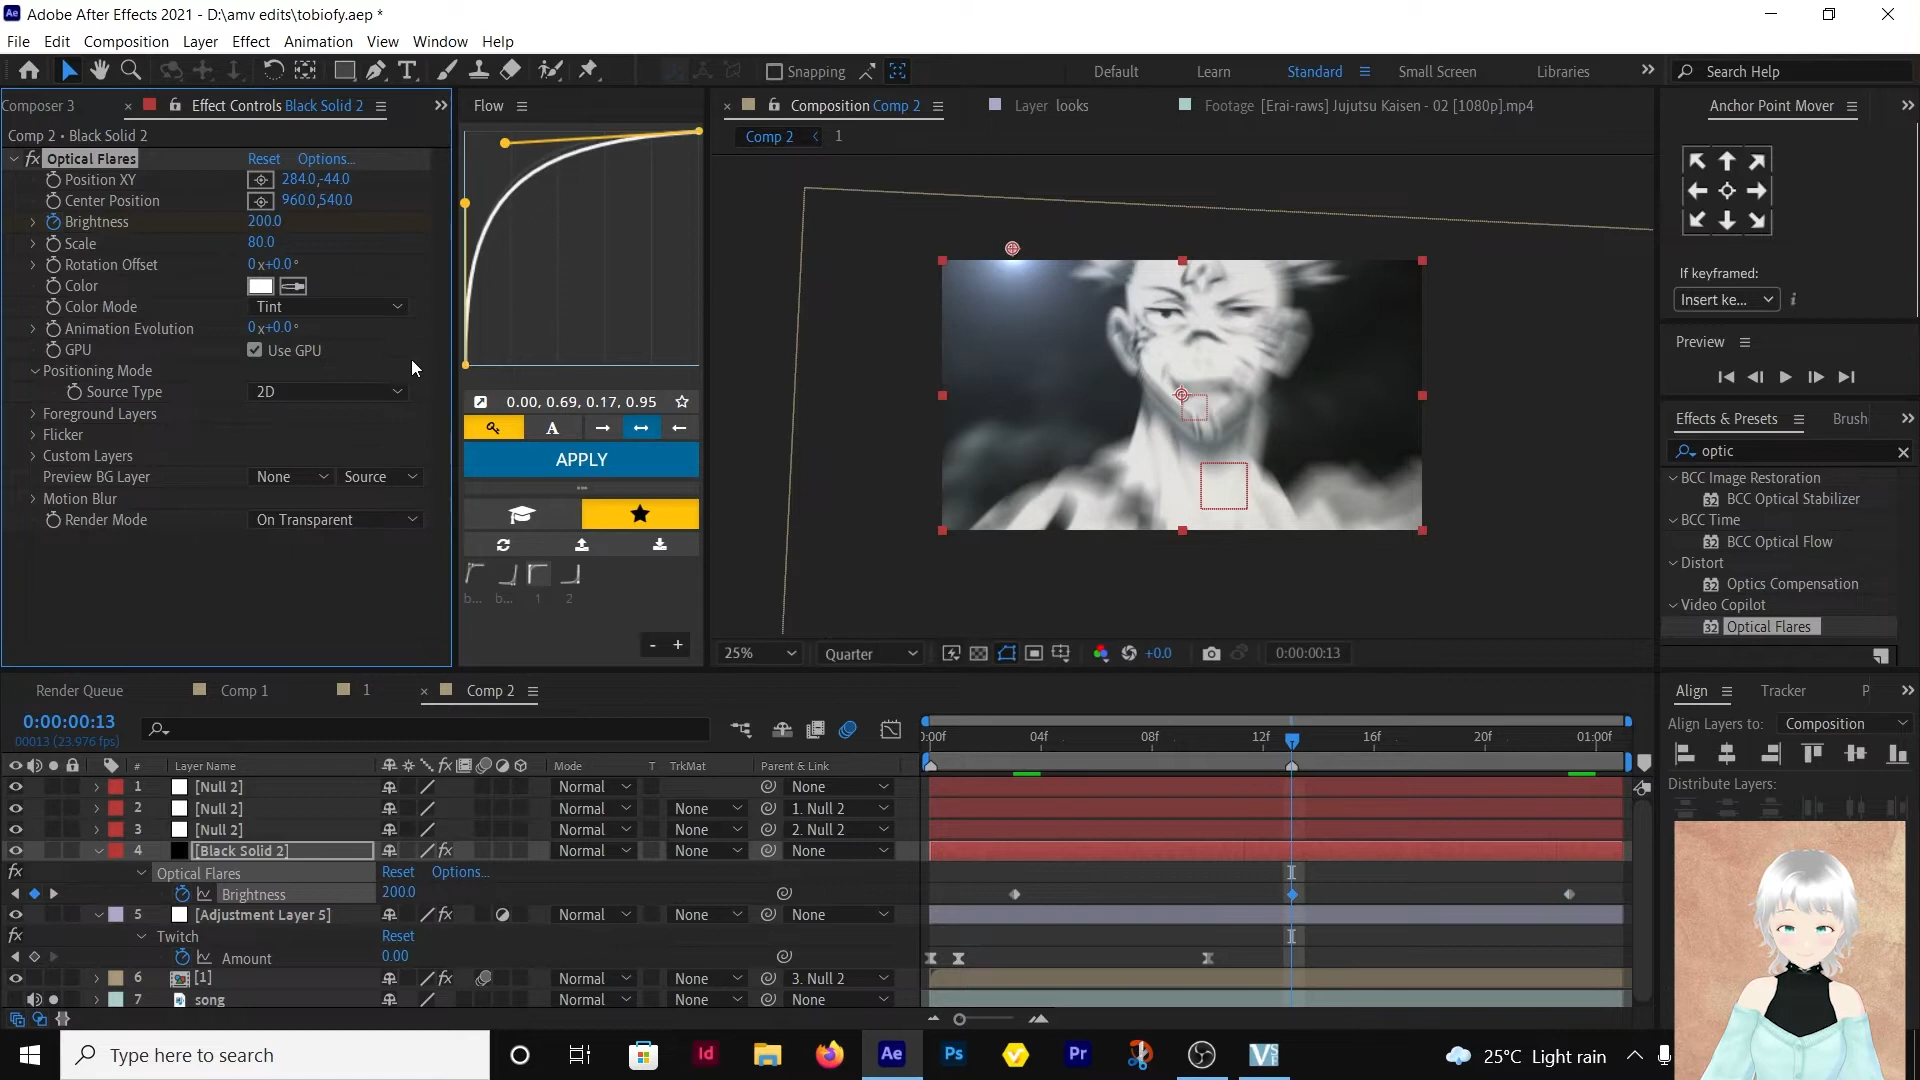 Adobe After Effects 2021 - D:\amv edits\tobiofy.aep *
File Edit Composition Layer Effect Animation View Window Help
Snapping Default Learn Standard Small Screen Libraries Search Help
Composer 3 Effect Controls Black Solid 2 Flow Composition Comp 2 Layer looks Footage [Erai-raws] Jujutsu Kaisen - 02 [1080p].mp4 Anchor Point Mover
Comp 2 • Black Solid 2
Comp 2 1
fx Optical Flares Reset Options...
Position XY 284.0,-44.0
Center Position 960.0,540.0
Brightness 200.0
Scale 80.0
Rotation Offset 0x+0.0°
Color
Color Mode Tint
Animation Evolution 0x+0.0°
GPU Use GPU
Positioning Mode
Source Type 2D
Foreground Layers
Flicker
Custom Layers
Preview BG Layer None Source
Motion Blur
Render Mode On Transparent
0.00, 0.69, 0.17, 0.95
A
APPLY
b... b... 1 2
- +
25% Quarter +0.0 0:00:00:13
If keyframed:
Insert ke...
Preview
Effects & Presets Brush
optic
BCC Image Restoration
BCC Optical Stabilizer
BCC Time
BCC Optical Flow
Distort
Optics Compensation
Video Copilot
Optical Flares
Render Queue Comp 1 1 Comp 2
0:00:00:13
00013 (23.976 fps)
:00f 04f 08f 12f 16f 20f 01:00f
# Layer Name Mode T TrkMat Parent & Link
1 [Null 2] Normal None
2 [Null 2] Normal None 1. Null 2
3 [Null 2] Normal None 2. Null 2
4 [Black Solid 2] fx Normal None None
fx Optical Flares Reset Options...
Brightness 200.0
5 [Adjustment Layer 5] fx Normal None None
fx Twitch Reset
Amount 0.00
6 [1] fx Normal None 3. Null 2
7 song Normal None None
Align Tracker P
Align Layers to: Composition
Distribute Layers:
Type here to search Id Ae Ps Pr 25°C Light rain